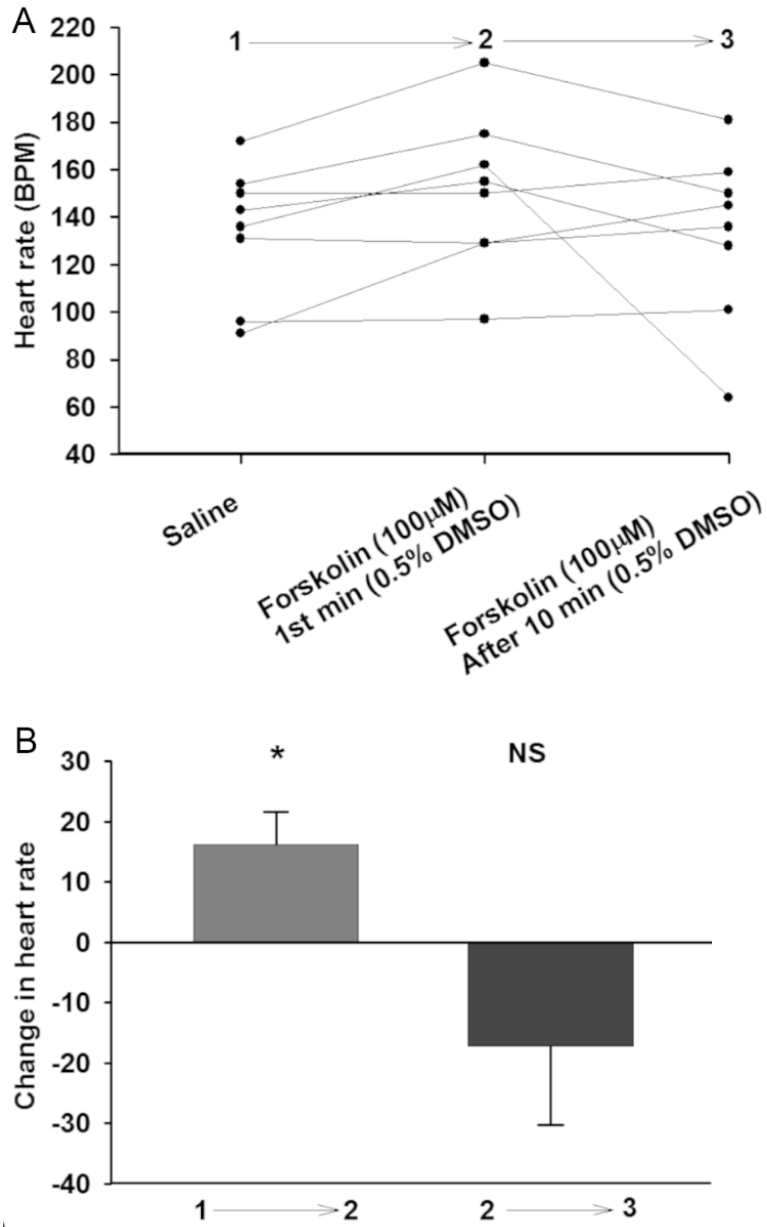 A
220
200
180
160
140
120
100
80
60
40
Heart rate (BPM)
1 2 3
Saline
Forskolin (100μM)
1st min (0.5% DMSO)
Forskolin (100μM)
After 10 min (0.5% DMSO)
B
30
20
10
0
-10
-20
-30
-40
Change in heart rate
* NS
1 2 2 3